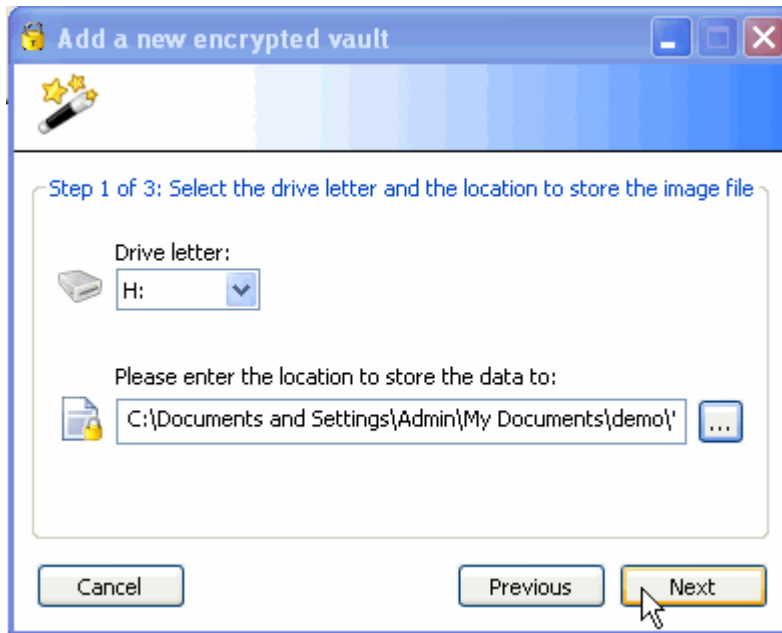 Add a new encrypted vault
Step 1 of 3: Select the drive letter and the location to store the image file
Drive letter:
H:
Please enter the location to store the data to:
C:\Documents and Settings\Admin\My Documents\demo\
...
Cancel
Previous
Next